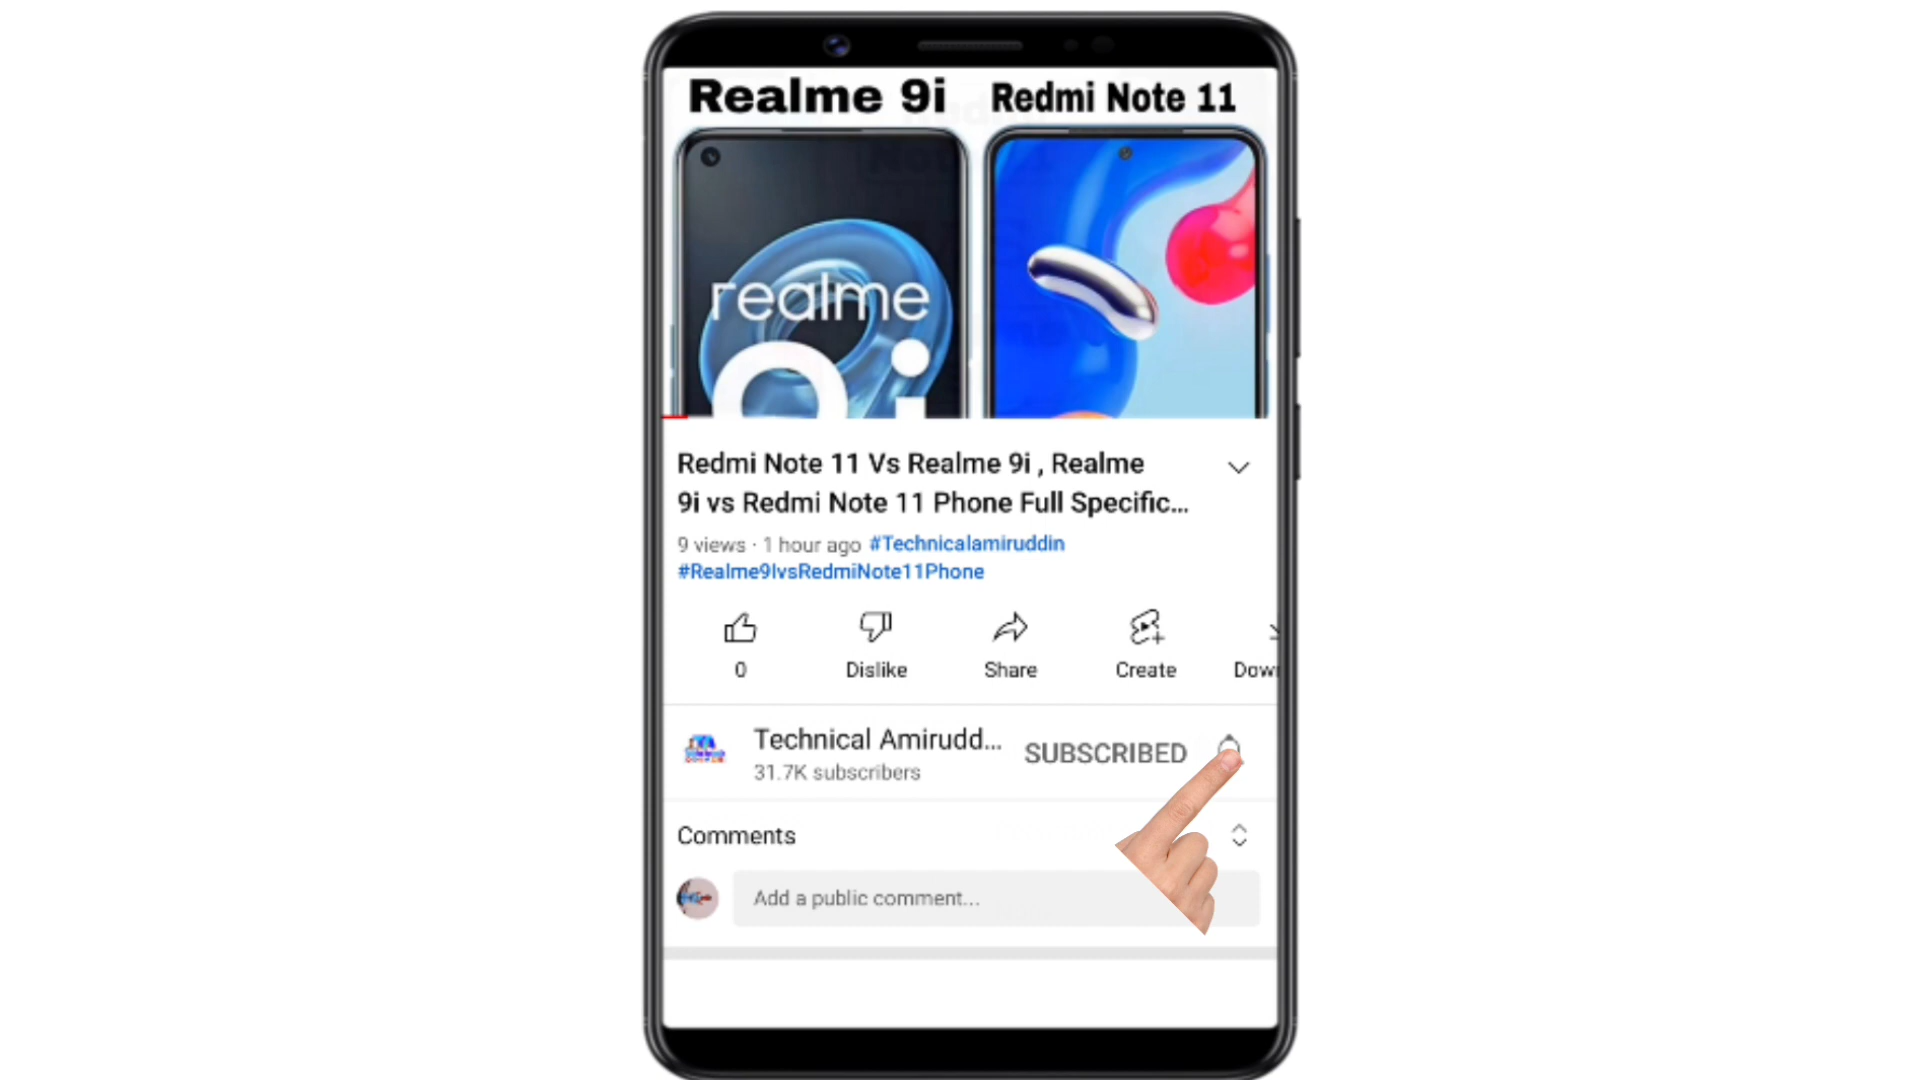 Realme 9i Redmi Note 11
realme
9i
Redmi Note 11 Vs Realme 9i , Realme
9i vs Redmi Note 11 Phone Full Specific...
9 views · 1 hour ago #Technicalamiruddin
#Realme9IvsRedmiNote11Phone
0 Dislike Share Create Down
Technical Amirudd... SUBSCRIBED
31.7K subscribers
Comments
Add a public comment...